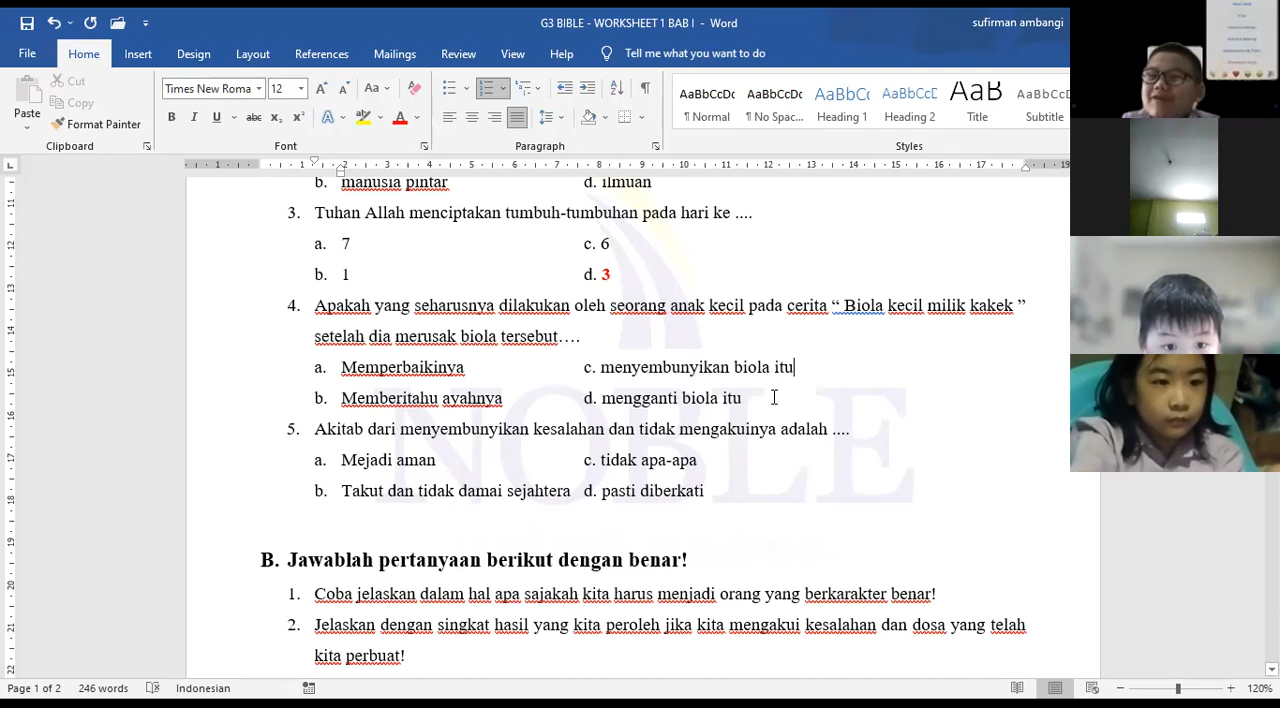 G3 BIBLE - WORKSHEET 1 BAB I - Word
sufirman ambangi
File Home Insert Design Layout References Mailings Review View Help Tell me what you want to do
Paste
Cut
Copy
Format Painter
Times New Roma 12
AaBbCcDc AaBbCcDc AaBbC( AaBbCcC AaB AaBbCcD
¶ Normal ¶ No Spac... Heading 1 Heading 2 Title Subtitle
Clipboard Font Paragraph Styles
b. manusia pintar d. ilmuan
3. Tuhan Allah menciptakan tumbuh-tumbuhan pada hari ke ....
a. 7 c. 6
b. 1 d. 3
4. Apakah yang seharusnya dilakukan oleh seorang anak kecil pada cerita “ Biola kecil milik kakek ”
setelah dia merusak biola tersebut….
a. Memperbaikinya c. menyembunyikan biola itu
b. Memberitahu ayahnya d. mengganti biola itu
5. Akitab dari menyembunyikan kesalahan dan tidak mengakuinya adalah ....
a. Mejadi aman c. tidak apa-apa
b. Takut dan tidak damai sejahtera d. pasti diberkati
NOBLE
B. Jawablah pertanyaan berikut dengan benar!
1. Coba jelaskan dalam hal apa sajakah kita harus menjadi orang yang berkarakter benar!
2. Jelaskan dengan singkat hasil yang kita peroleh jika kita mengakui kesalahan dan dosa yang telah
kita perbuat!
Page 1 of 2 246 words Indonesian 120%